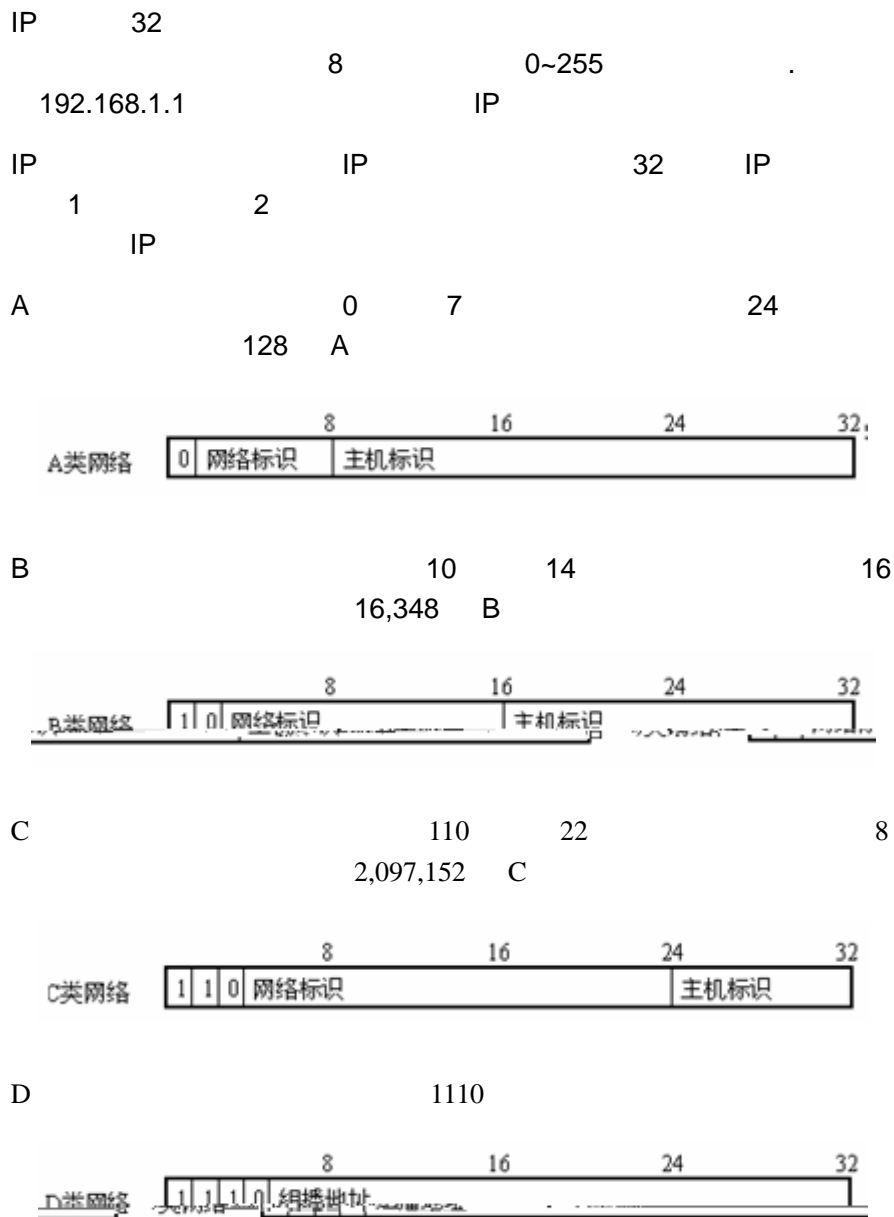 IP 32
8 0~255 .
192.168.1.1 IP
IP IP 32 IP
1 2
IP
A 0 7 24
128 A
8 16 24 32
A类网络 0 网络标识 主机标识
B 10 14 16
16,348 B
8 16 24 32
B类网络 1 0 网络标识 主机标识
C 110 22 8
2,097,152 C
8 16 24 32
C类网络 1 1 0 网络标识 主机标识
D 1110
8 16 24 32
D类网络 1 1 1 0 组播地址